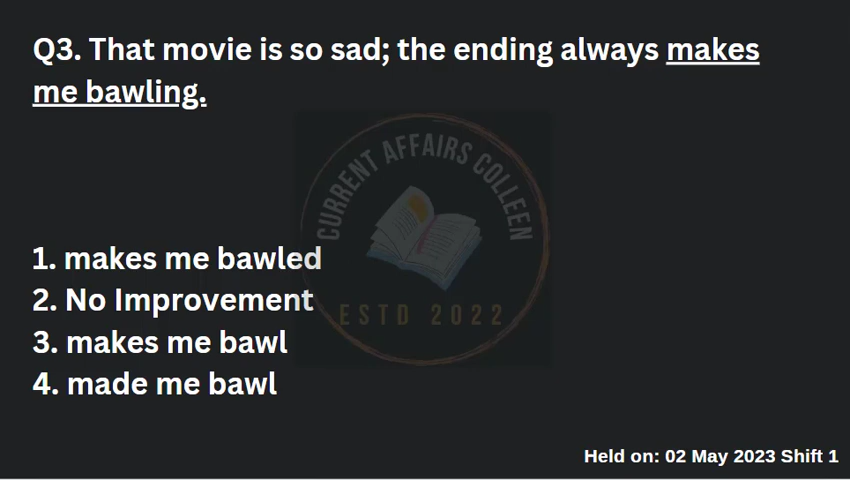 Q3. That movie is so sad; the ending always makes
me bawling.
CURRENT AFFAIRS COLLEEN
ESTD 2022
1. makes me bawled
2. No Improvement
3. makes me bawl
4. made me bawl
Held on: 02 May 2023 Shift 1